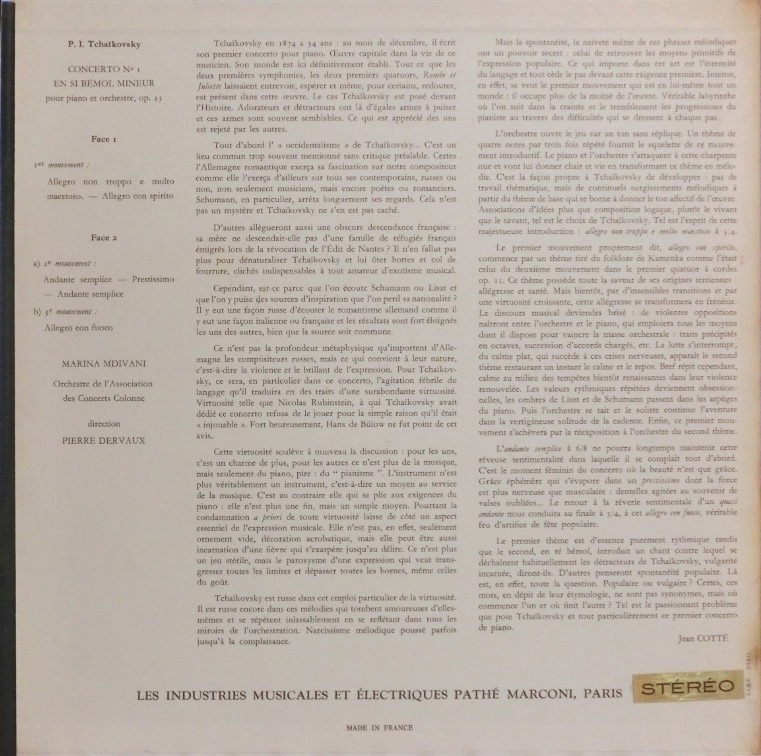 P. I. Tchaïkovsky
CONCERTO Nº 1
EN SI BÉMOL MINEUR
pour piano et orchestre, op. 23
Face 1
1er mouvement :
Allegro non troppo e molto
maestoso. — Allegro con spirito
Face 2
a) 2e mouvement :
Andante semplice — Prestissimo
— Andante semplice
b) 3e mouvement :
Allegro con fuoco
MARINA MDIVANI
Orchestre de l'Association
des Concerts Colonne
direction
PIERRE DERVAUX
Tchaïkovsky en 1874 a 34 ans : au mois de décembre, il écrit
son premier concerto pour piano. Œuvre capitale dans la vie de ce
musicien. Son monde est ici définitivement établi. Tout ce que les
deux premières symphonies, les deux premiers quatuors, Roméo et
Juliette laissaient entrevoir, espérer et même, pour certains, redouter,
est présent dans cette œuvre. Le cas Tchaïkovsky est posé devant
l'Histoire. Adorateurs et détracteurs ont là d'égales armes à puiser
et ces armes sont souvent semblables. Ce qui est apprécié des uns
est rejeté par les autres.
Tout d'abord l' « occidentalisme » de Tchaïkovsky... C'est un
lieu commun trop souvent mentionné sans critique préalable. Certes
l'Allemagne romantique exerça sa fascination sur notre compositeur
comme elle l'exerça d'ailleurs sur tous ses contemporains, russes ou
non, non seulement musiciens, mais encore poètes ou romanciers.
Schumann, en particulier, arrêta longuement ses regards. Cela n'est
pas un mystère et Tchaïkovsky ne s'en est pas caché.
D'autres allégueront aussi une obscure descendance française :
sa mère ne descendait-elle pas d'une famille de réfugiés français
émigrés lors de la révocation de l'Édit de Nantes ? Il n'en fallut pas
plus pour dénaturaliser Tchaïkovsky et lui ôter bottes et col de
fourrure, clichés indispensables à tout amateur d'exotisme musical.
Cependant, est-ce parce que l'on écoute Schumann ou Liszt et
que l'on y puise des sources d'inspiration que l'on perd sa nationalité ?
Il y eut une façon russe d'écouter le romantisme allemand comme il
y eut une façon italienne ou française et les résultats sont fort éloignés
les uns des autres, bien que la source soit commune.
Ce n'est pas la profondeur métaphysique qu'importent d'Alle-
magne les compositeurs russes, mais ce qui convient à leur nature,
c'est-à-dire la violence et le brillant de l'expression. Pour Tchaïkov-
sky, ce sera, en particulier dans ce concerto, l'agitation fébrile du
langage qu'il traduira en des traits d'une surabondante virtuosité.
Virtuosité telle que Nicolas Rubinstein, à qui Tchaïkovsky avait
dédié ce concerto refusa de le jouer pour la simple raison qu'il était
« injouable ». Fort heureusement, Hans de Bülow ne fut point de cet
avis.
Cette virtuosité soulève à nouveau la discussion : pour les uns,
c'est un charme de plus, pour les autres ce n'est plus de la musique,
mais seulement du piano, pire : du " pianisme ". L'instrument n'est
plus véritablement un instrument, c'est-à-dire un moyen au service
de la musique. C'est au contraire elle qui se plie aux exigences du
piano : elle n'est plus une fin, mais un simple moyen. Pourtant la
condamnation a priori de toute virtuosité laisse de côté un aspect
essentiel de l'expression musicale. Elle n'est pas, en effet, seulement
ornement vide, décoration acrobatique, mais elle peut être aussi
incarnation d'une fièvre qui s'exaspère jusqu'au délire. Ce n'est plus
un jeu stérile, mais le paroxysme d'une expression qui veut trans-
gresser toutes les limites et dépasser toutes les bornes, même celles
du goût.
Tchaïkovsky est russe dans cet emploi particulier de la virtuosité.
Il est russe encore dans ces mélodies qui tombent amoureuses d'elles-
mêmes et se répètent inlassablement en se reflétant dans tous les
miroirs de l'orchestration. Narcissisme mélodique poussé parfois
jusqu'à la complaisance.
Mais la spontanéité, la naïveté même de ces phrases mélodiques
ont un pouvoir secret : celui de retrouver les moyens primitifs de
l'expression populaire. Ce qui importe dans cet art est l'intensité
du langage et tout cède le pas devant cette exigence première. Intense,
en effet, se veut le premier mouvement qui est en lui-même tout un
monde : il occupe plus de la moitié de l'œuvre. Véritable labyrinthe
où l'on suit dans la crainte et le tremblement les progressions du
pianiste au travers des difficultés qui se dressent à chaque pas.
L'orchestre ouvre le jeu sur un ton sans réplique. Un thème de
quatre notes par trois fois répété fournit le squelette de ce mouve-
ment introductif. Le piano et l'orchestre s'attaquent à cette charpente
nue et vont lui donner chair et vie en transformant ce thème en mélo-
die. C'est la façon propre à Tchaïkovsky de développer : pas de
travail thématique, mais de continuels surgissements mélodiques à
partir du thème de base qui se borne à donner le ton affectif de l'œuvre.
Associations d'idées plus que composition logique, plutôt le vivant
que le savant, tel est le choix de Tchaïkovsky. Tel est l'esprit de cette
majestueuse introduction : allegro non troppo e molto maestoso à 3/4.
Le premier mouvement proprement dit, allegro con spirito,
commence par un thème tiré du folklore de Kamenka comme l'était
celui du deuxième mouvement dans le premier quatuor à cordes
op. 11. Ce thème possède toute la saveur de ses origines terriennes :
allégresse et santé. Mais bientôt, par d'insensibles transitions et par
une virtuosité croissante, cette allégresse se transformera en frénésie.
Le discours musical deviendra brisé : de violentes oppositions
naîtront entre l'orchestre et le piano, qui emploiera tous les moyens
dont il dispose pour vaincre la masse orchestrale : traits précipités
en octaves, succession d'accords chargés, etc. La lutte s'interrompt ;
du calme plat, qui succède à ces crises nerveuses, apparaît le second
thème restaurant un instant le calme et le repos. Bref répit cependant,
calme au milieu des tempêtes bientôt renaissantes dans leur violence
renouvelée. Les valeurs rythmiques répétées deviennent obsession-
nelles, les ombres de Liszt et de Schumann passent dans les arpèges
du piano. Puis l'orchestre se tait et le soliste continue l'aventure
dans la vertigineuse solitude de la cadence. Enfin, ce premier mou-
vement s'achèvera par la réexposition à l'orchestre du second thème.
L'andante semplice à 6/8 ne pourra longtemps maintenir cette
rêveuse sentimentalité dans laquelle il se complaît tout d'abord.
C'est le moment féminin du concerto où la beauté n'est que grâce.
Grâce éphémère qui s'évapore dans un prestissimo dont la force
est plus nerveuse que musculaire : dentelles agitées au souvenir de
valses oubliées... Le retour à la rêverie sentimentale d'un quasi
andante nous conduira au finale à 3/4, à cet allegro con fuoco, véritable
feu d'artifice de fête populaire.
Le premier thème est d'essence purement rythmique tandis
que le second, en ré bémol, introduit un chant contre lequel se
déchaînent habituellement les détracteurs de Tchaïkovsky, vulgarité
incarnée, diront-ils. D'autres penseront spontanéité populaire. Là
est, en effet, toute la question. Populaire ou vulgaire ? Certes, ces
mots, en dépit de leur étymologie, ne sont pas synonymes, mais où
commence l'un et où finit l'autre ? Tel est le passionnant problème
que pose Tchaïkovsky et tout particulièrement ce premier concerto
de piano.
Jean COTTÉ
LES INDUSTRIES MUSICALES ET ÉLECTRIQUES PATHÉ MARCONI, PARIS
STÉRÉO
MADE IN FRANCE